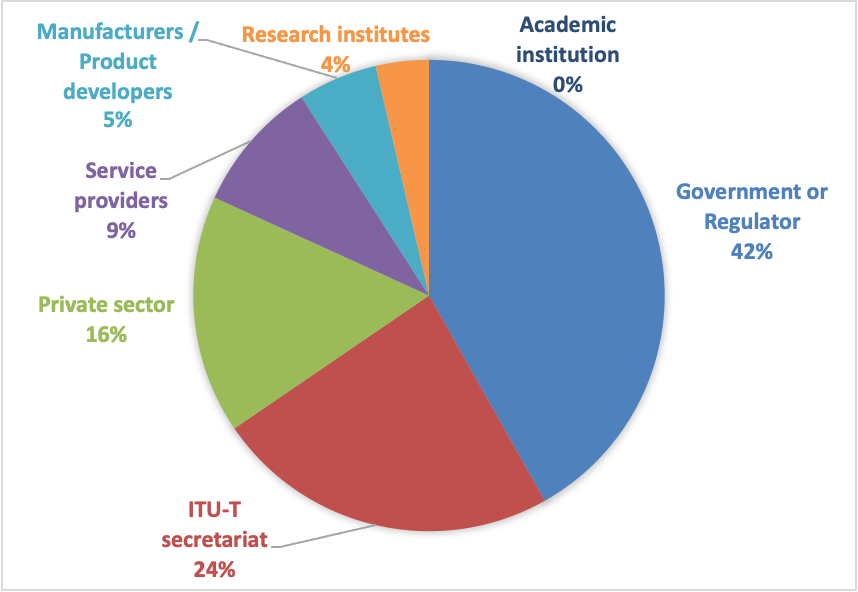 Academic
institution
0%
Government or
Regulator
42%
ITU-T
secretariat
24%
Private sector
16%
Service
providers
9%
Manufacturers /
Product
developers
5%
Research institutes
4%